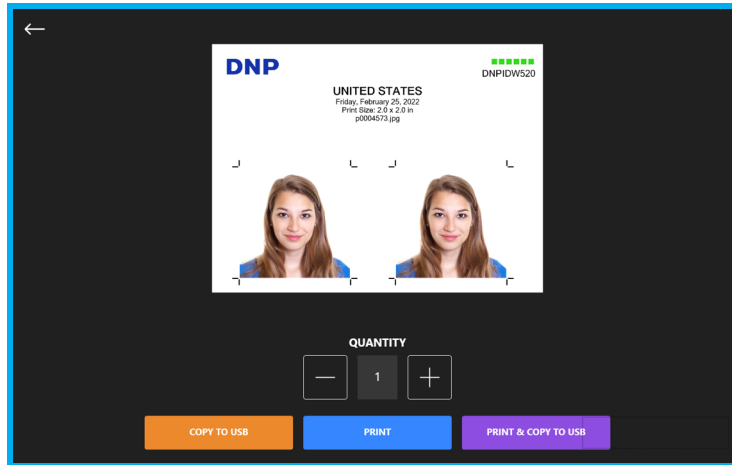 DNP
DNPIDW520
UNITED STATES
Friday, February 25, 2022
Print Size: 2.0 x 2.0 in
p0004573.jpg
QUANTITY
1
COPY TO USB
PRINT
PRINT & COPY TO USB